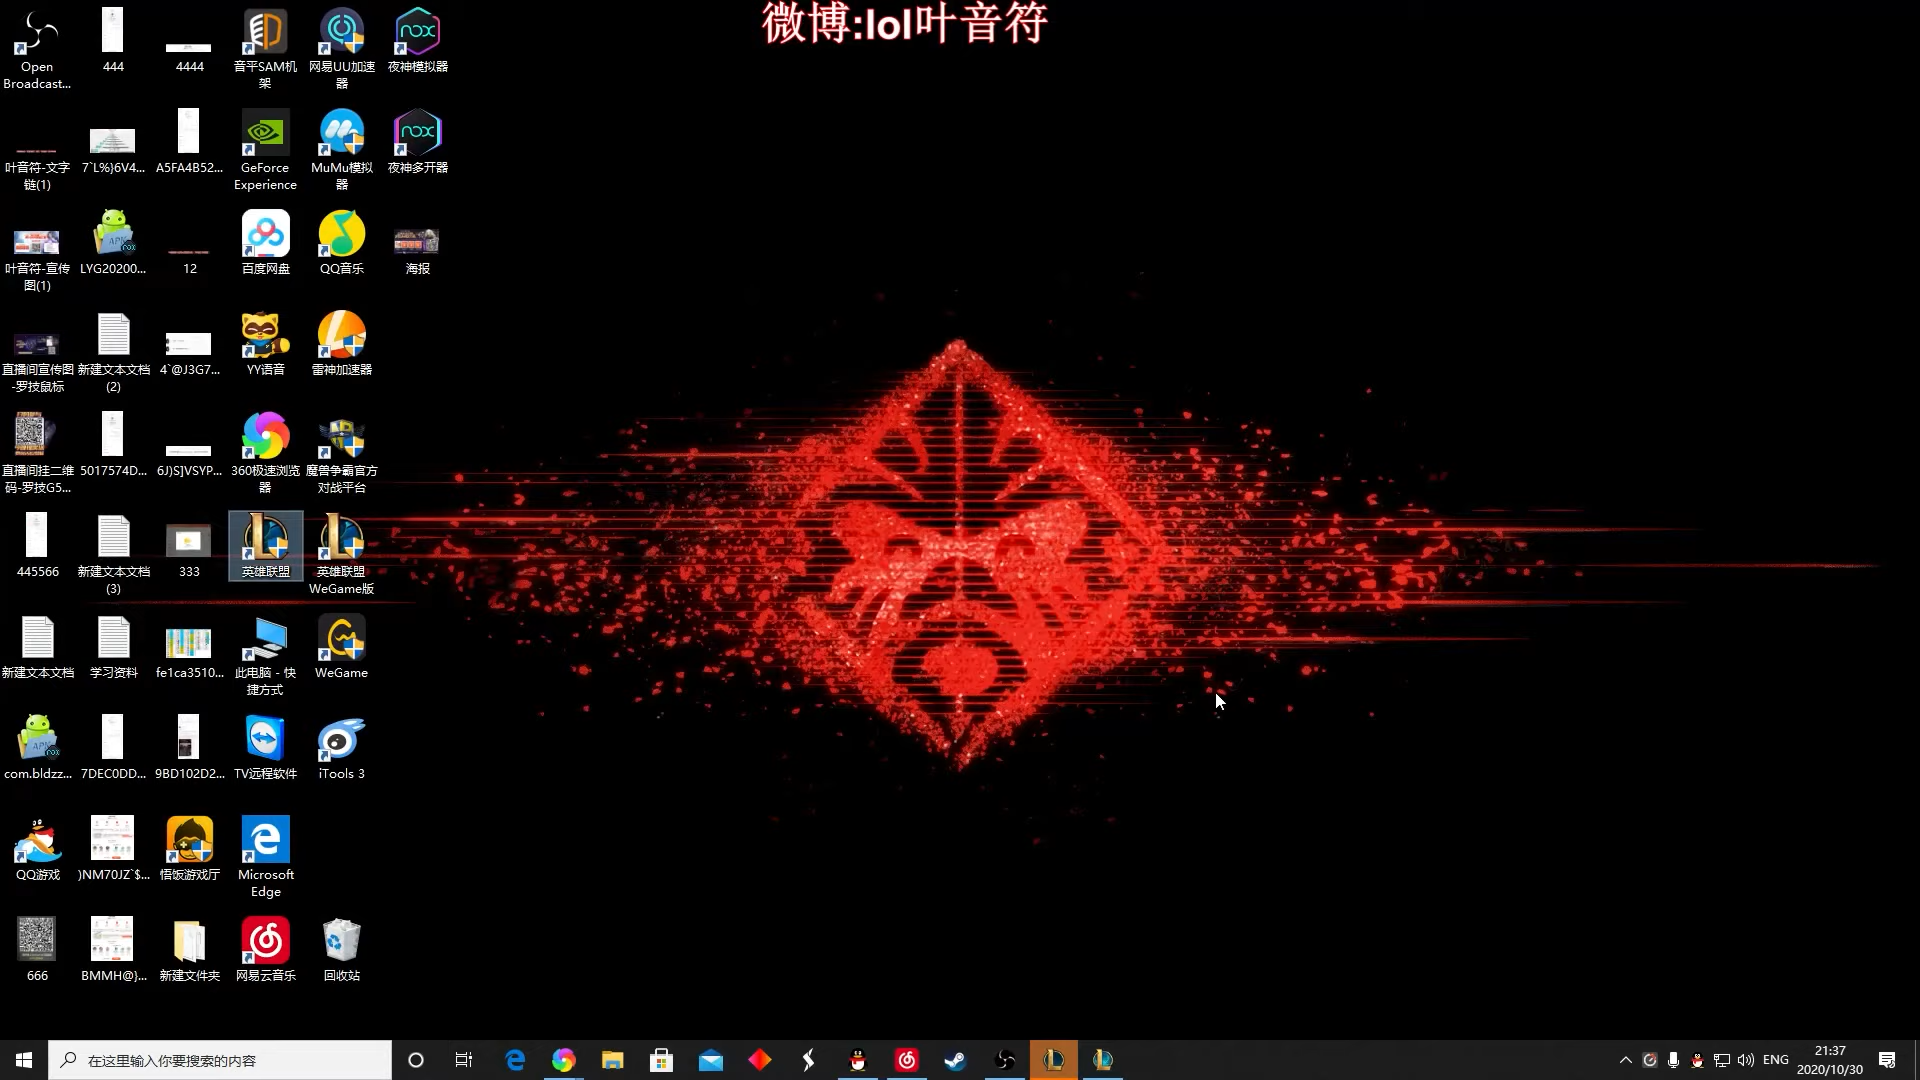 微博:lol叶音符
Open
Broadcast...
444
4444
音平SAM机
架
网易UU加速
器
夜神模拟器
叶音符-文字
链(1)
7`L%}6V4...
A5FA4B52...
GeForce
Experience
MuMu模拟
器
夜神多开器
叶音符-宣传
图(1)
LYG20200...
12
百度网盘
QQ音乐
海报
直播间宣传图
-罗技鼠标
新建文本文档
(2)
4`@J3G7...
YY语音
雷神加速器
直播间挂二维
码-罗技G5...
5017574D...
6J)S]VSYP...
360极速浏览
器
魔兽争霸官方
对战平台
445566
新建文本文档
(3)
333
英雄联盟
英雄联盟
WeGame版
新建文本文档
学习资料
fe1ca3510...
此电脑 - 快
捷方式
WeGame
com.bldzz...
7DEC0DD...
9BD102D2...
TV远程软件
iTools 3
QQ游戏
)NM70JZ`$...
悟饭游戏厅
Microsoft
Edge
666
BMMH@}...
新建文件夹
网易云音乐
回收站
在这里输入你要搜索的内容
ENG
21:37
2020/10/30